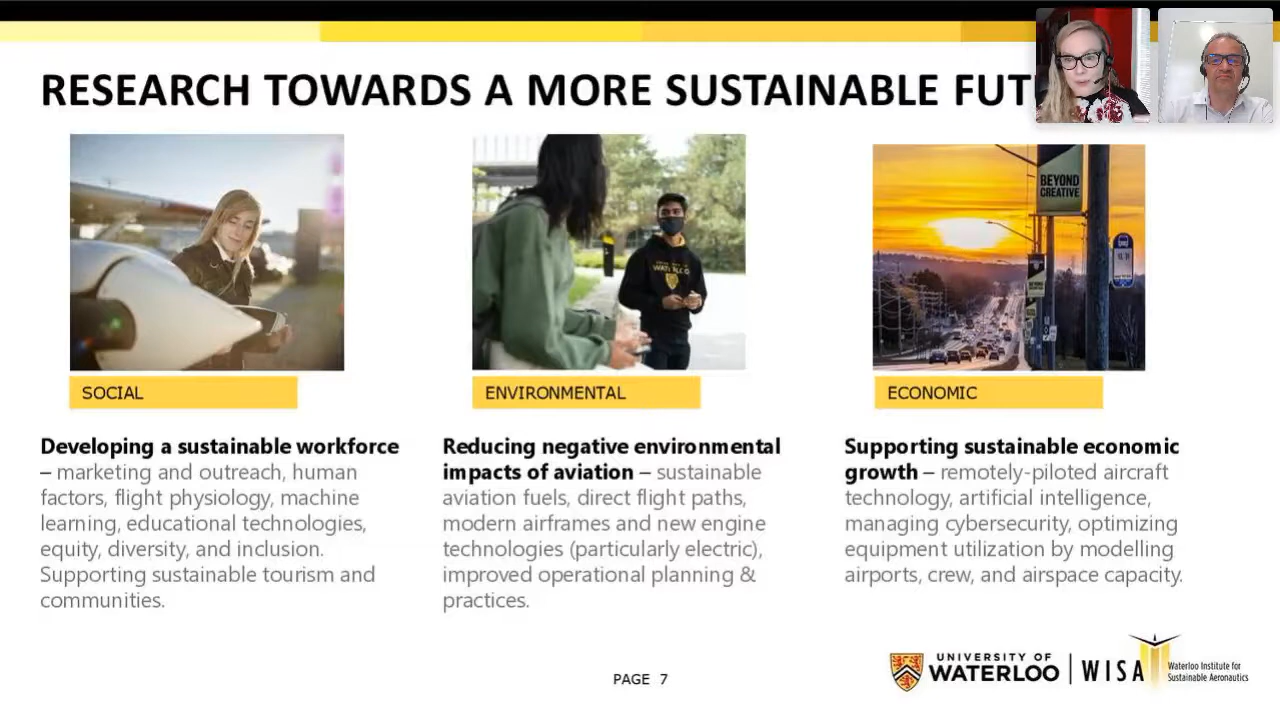 RESEARCH TOWARDS A MORE SUSTAINABLE FUT
BEYOND
CREATIVE
WATERLOO
SOCIAL
ENVIRONMENTAL
ECONOMIC
Developing a sustainable workforce
– marketing and outreach, human
factors, flight physiology, machine
learning, educational technologies,
equity, diversity, and inclusion.
Supporting sustainable tourism and
communities.
Reducing negative environmental
impacts of aviation – sustainable
aviation fuels, direct flight paths,
modern airframes and new engine
technologies (particularly electric),
improved operational planning &
practices.
Supporting sustainable economic
growth – remotely-piloted aircraft
technology, artificial intelligence,
managing cybersecurity, optimizing
equipment utilization by modelling
airports, crew, and airspace capacity.
PAGE 7
UNIVERSITY OF
WATERLOO
WISA
Waterloo Institute for
Sustainable Aeronautics